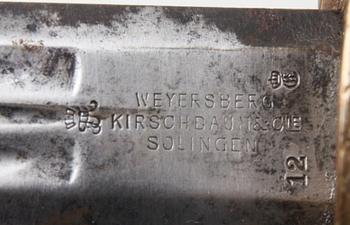 WEYERSBERG
KIRSCHBAUM & CIE
SOLINGEN
12